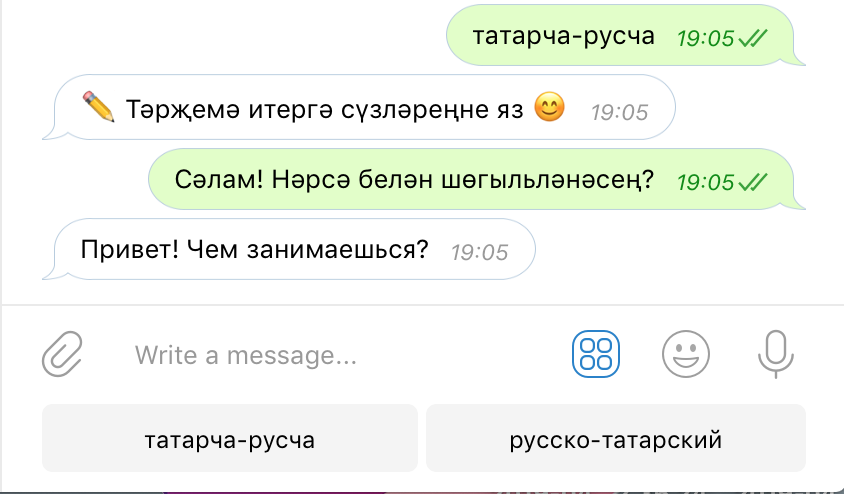 татарча-русча 19:05
✏️ Тәрҗемә итергә сүзләреңне яз 😊 19:05
Сәлам! Нәрсә белән шөгыльләнәсең? 19:05
Привет! Чем занимаешься? 19:05
Write a message...
татарча-русча
русско-татарский